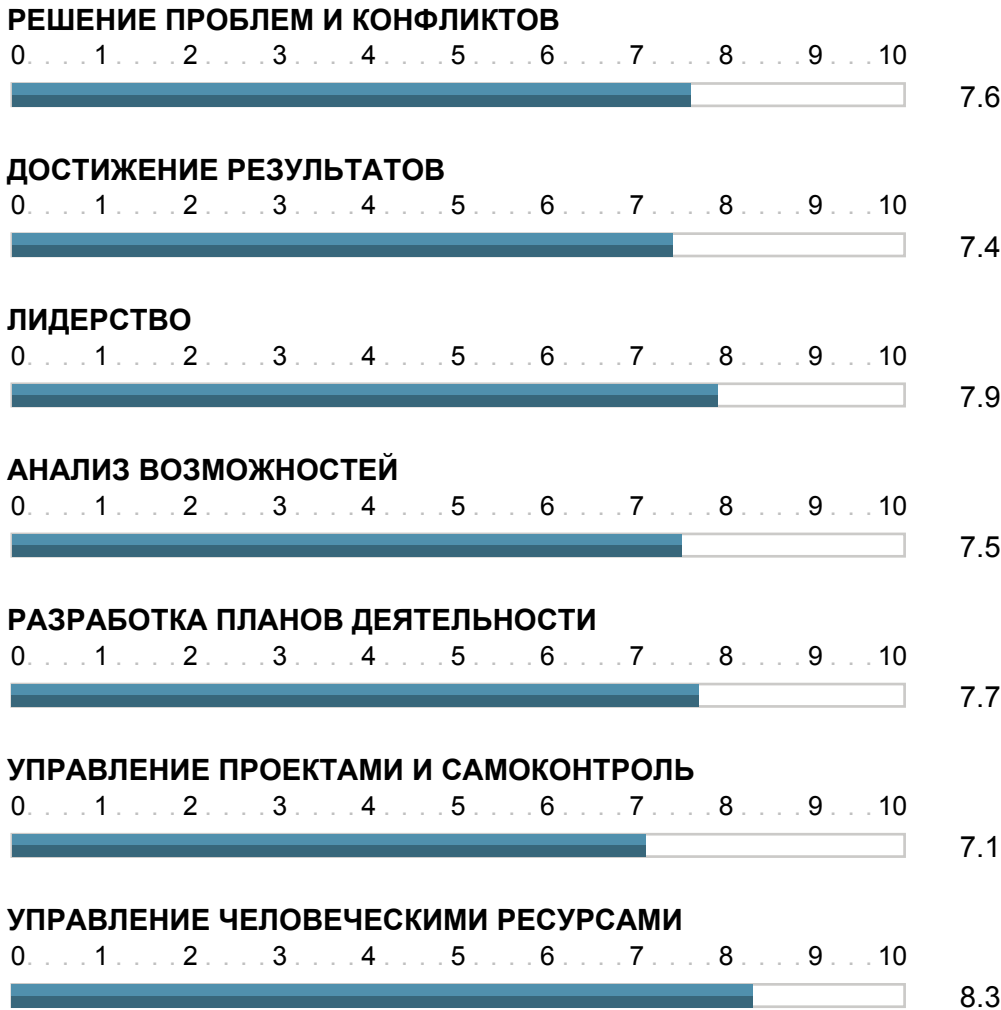 РЕШЕНИЕ ПРОБЛЕМ И КОНФЛИКТОВ
0. . . . 1 . . . . 2 . . . . 3 . . . . 4 . . . . 5 . . . . 6 . . . . 7 . . . . 8 . . . . 9 . . . 10
7.6
ДОСТИЖЕНИЕ РЕЗУЛЬТАТОВ
0. . . . 1 . . . . 2 . . . . 3 . . . . 4 . . . . 5 . . . . 6 . . . . 7 . . . . 8 . . . . 9 . . . 10
7.4
ЛИДЕРСТВО
0. . . . 1 . . . . 2 . . . . 3 . . . . 4 . . . . 5 . . . . 6 . . . . 7 . . . . 8 . . . . 9 . . . 10
7.9
АНАЛИЗ ВОЗМОЖНОСТЕЙ
0. . . . 1 . . . . 2 . . . . 3 . . . . 4 . . . . 5 . . . . 6 . . . . 7 . . . . 8 . . . . 9 . . . 10
7.5
РАЗРАБОТКА ПЛАНОВ ДЕЯТЕЛЬНОСТИ
0. . . . 1 . . . . 2 . . . . 3 . . . . 4 . . . . 5 . . . . 6 . . . . 7 . . . . 8 . . . . 9 . . . 10
7.7
УПРАВЛЕНИЕ ПРОЕКТАМИ И САМОКОНТРОЛЬ
0. . . . 1 . . . . 2 . . . . 3 . . . . 4 . . . . 5 . . . . 6 . . . . 7 . . . . 8 . . . . 9 . . . 10
7.1
УПРАВЛЕНИЕ ЧЕЛОВЕЧЕСКИМИ РЕСУРСАМИ
0. . . . 1 . . . . 2 . . . . 3 . . . . 4 . . . . 5 . . . . 6 . . . . 7 . . . . 8 . . . . 9 . . . 10
8.3